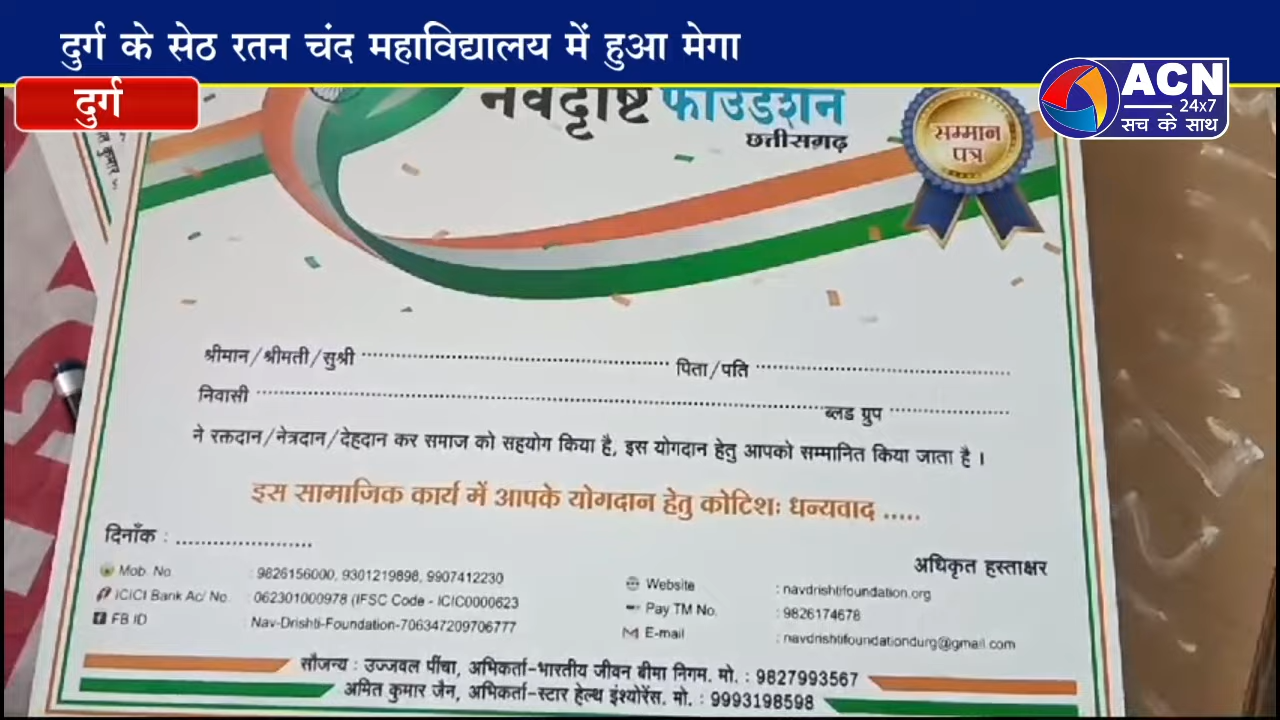 दुर्ग के सेठ रतन चंद महाविद्यालय में हुआ मेगा
दुर्ग
ACN
24x7
सच के साथ
नवदृष्टि फाउंडेशन
छत्तीसगढ़
सम्मान
पत्र
श्रीमान/श्रीमती/सुश्री ............ पिता/पति ............
निवासी ............ ब्लड ग्रुप ............
ने रक्तदान/नेत्रदान/देहदान कर समाज को सहयोग किया है, इस योगदान हेतु आपको सम्मानित किया जाता है ।
इस सामाजिक कार्य में आपके योगदान हेतु कोटिशः धन्यवाद .....
दिनाँक : ............
अधिकृत हस्ताक्षर
Mob. No. : 9826156000, 9301219898, 9907412230
ICICI Bank Ac/ No. : 062301000978 (IFSC Code - ICIC0000623
FB ID Nav-Drishti-Foundation-706347209706777
Website : navdrishtifoundation.org
Pay TM No. : 9826174678
E-mail : navdrishtifoundationdurg@gmail.com
सौजन्य : उज्जवल पींचा, अभिकर्ता-भारतीय जीवन बीमा निगम. मो. : 9827993567
अमित कुमार जैन, अभिकर्ता-स्टार हेल्थ इंश्योरेंस. मो. : 9993198598